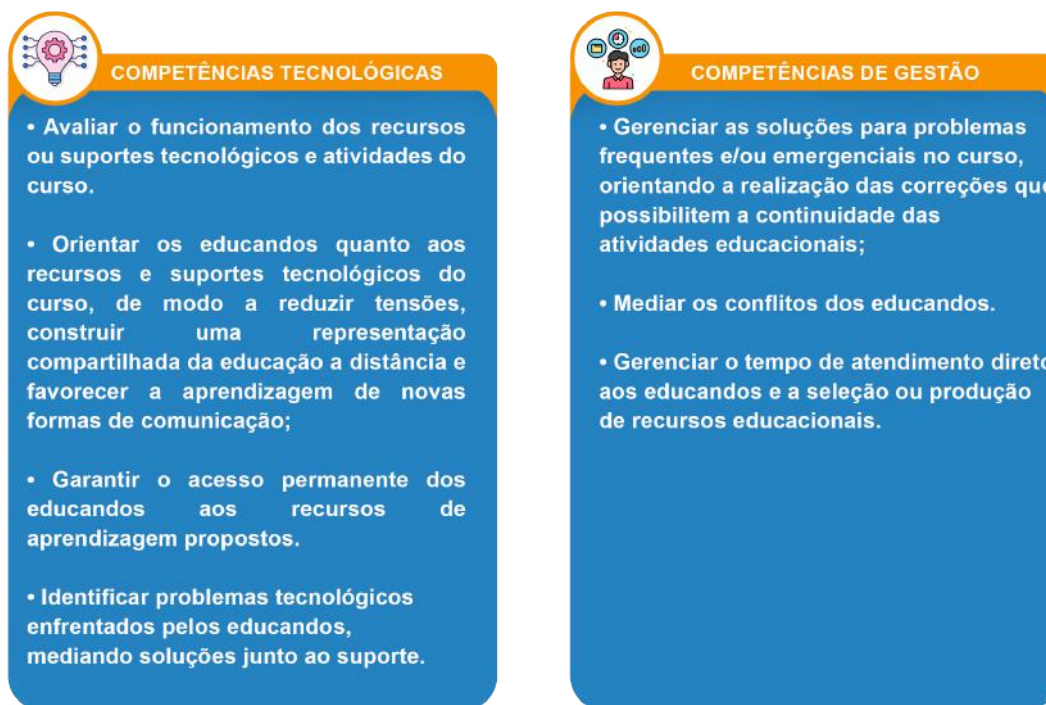 COMPETÊNCIAS TECNOLÓGICAS
• Avaliar o funcionamento dos recursos
ou suportes tecnológicos e atividades do
curso.
• Orientar os educandos quanto aos
recursos e suportes tecnológicos do
curso, de modo a reduzir tensões,
construir uma representação
compartilhada da educação a distância e
favorecer a aprendizagem de novas
formas de comunicação;
• Garantir o acesso permanente dos
educandos aos recursos de
aprendizagem propostos.
• Identificar problemas tecnológicos
enfrentados pelos educandos,
mediando soluções junto ao suporte.
COMPETÊNCIAS DE GESTÃO
• Gerenciar as soluções para problemas
frequentes e/ou emergenciais no curso,
orientando a realização das correções que
possibilitem a continuidade das
atividades educacionais;
• Mediar os conflitos dos educandos.
• Gerenciar o tempo de atendimento direto
aos educandos e a seleção ou produção
de recursos educacionais.